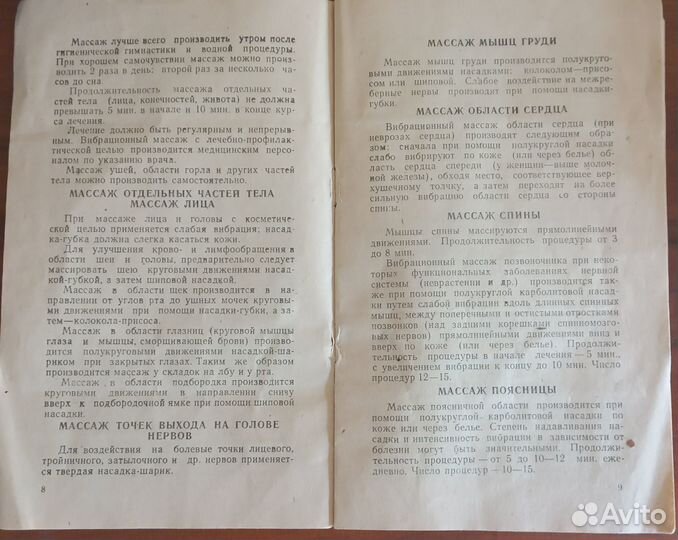 Массаж лучше всего производить утром после
гигиенической гимнастики и водной процедуры.
При хорошем самочувствии массаж можно произ-
водить 2 раза в день: второй раз за несколько ча-
сов до сна.
Продолжительность массажа отдельных ча-
стей тела (лица, конечностей, живота) не должна
превышать 5 мин. в начале и 10 мин. в конце кур-
са лечения.
Лечение должно быть регулярным и непрерыв-
ным. Вибрационный массаж с лечебно-профилак-
тической целью производится медицинским персо-
налом по указанию врача.
Массаж ушей, области горла и других частей
тела можно производить самостоятельно.
МАССАЖ ОТДЕЛЬНЫХ ЧАСТЕЙ ТЕЛА
МАССАЖ ЛИЦА
При массаже лица и головы с косметиче-
ской целью применяется слабая вибрация; насад-
ка-губка должна слегка касаться кожи.
Для улучшения крово- и лимфообращения в
области шеи и головы, предварительно следует
массировать шею круговыми движениями насад-
кой-губкой, а затем шиповой насадкой.
Массаж в области щек производится в на-
правлении от углов рта до ушных мочек круговы-
ми движениями при помощи насадки-губки, а за-
тем—колокола-присоса.
Массаж в области глазниц (круговой мышцы
глаза и мышцы, сморщивающей брови) произво-
дится полукруговыми движениями насадкой-ша-
риком при закрытых глазах. Таким же образом
производится массаж у складок на лбу и у рта.
Массаж в области подбородка производится
круговыми движениями в направлении снизу
вверх к подбородочной ямке при помощи шиповой
насадки.
МАССАЖ ТОЧЕК ВЫХОДА НА ГОЛОВЕ
НЕРВОВ
Для воздействия на болевые точки лицевого,
тройничного, затылочного и др. нервов применяет-
ся твердая насадка-шарик.
8
МАССАЖ МЫШЦ ГРУДИ
Массаж мышц груди производится полукруго-
выми движениями насадками: колоколом—присо-
сом или шиповой. Слабое воздействие на межре-
берные нервы производят при помощи насадки-
губки.
МАССАЖ ОБЛАСТИ СЕРДЦА
Вибрационный массаж области сердца (при
неврозах сердца) производят следующим обра-
зом: сначала при помощи полукруглой насадки
слабо вибрируют по коже (или через белье) об-
ласть сердца спереди (у женщин—выше молоч-
ной железы), обходя место, соответствующее вер-
хушечному толчку, а затем переходят на более
сильную вибрацию области сердца со стороны
спины.
МАССАЖ СПИНЫ
Мышцы спины массируются прямолинейными
движениями. Продолжительность процедуры от 3
до 8 мин.
Вибрационный массаж позвоночника при неко-
торых функциональных заболеваниях нервной
системы (неврастении и др.) производится так-
же при помощи полукруглой карболитовой насад-
ки путем слабой вибрации вдоль длинных спинных
мышц, между поперечными и остистыми отростками
позвонков (над задними корешками спинномоз-
говых нервов) прямолинейными движениями вниз и
вверх по коже (или через белье). Продолжи-
тельность процедуры в начале лечения—5 мин.,
с увеличением вибрации к концу до 10 мин. Число
процедур 12—15.
МАССАЖ ПОЯСНИЦЫ
Массаж поясничной области производится при
помощи полукруглой карболитовой насадки по
коже или через белье. Степень надавливания насад-
ки и интенсивность вибрации в зависимости от
болезни могут быть значительными. Продолжи-
тельность процедуры — от 5 до 10—12 мин. еже-
дневно. Число процедур — 10—15.
9
Avito